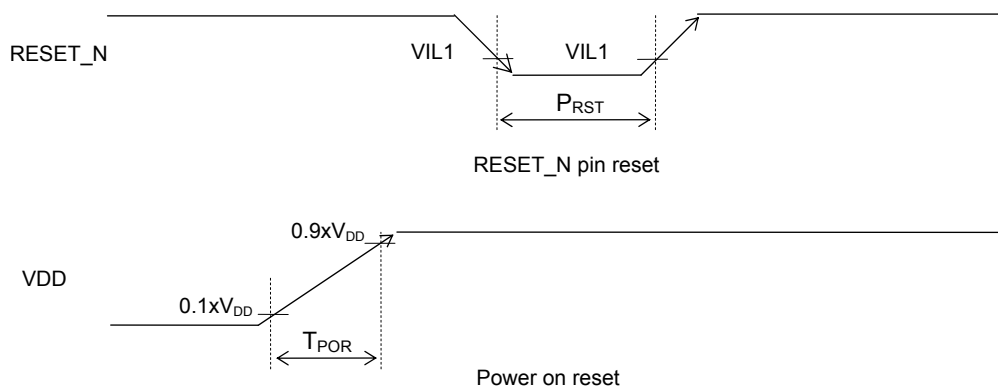 RESET_N
VIL1
VIL1
PRST
RESET_N pin reset
0.9xVDD
VDD
0.1xVDD
TPOR
Power on reset